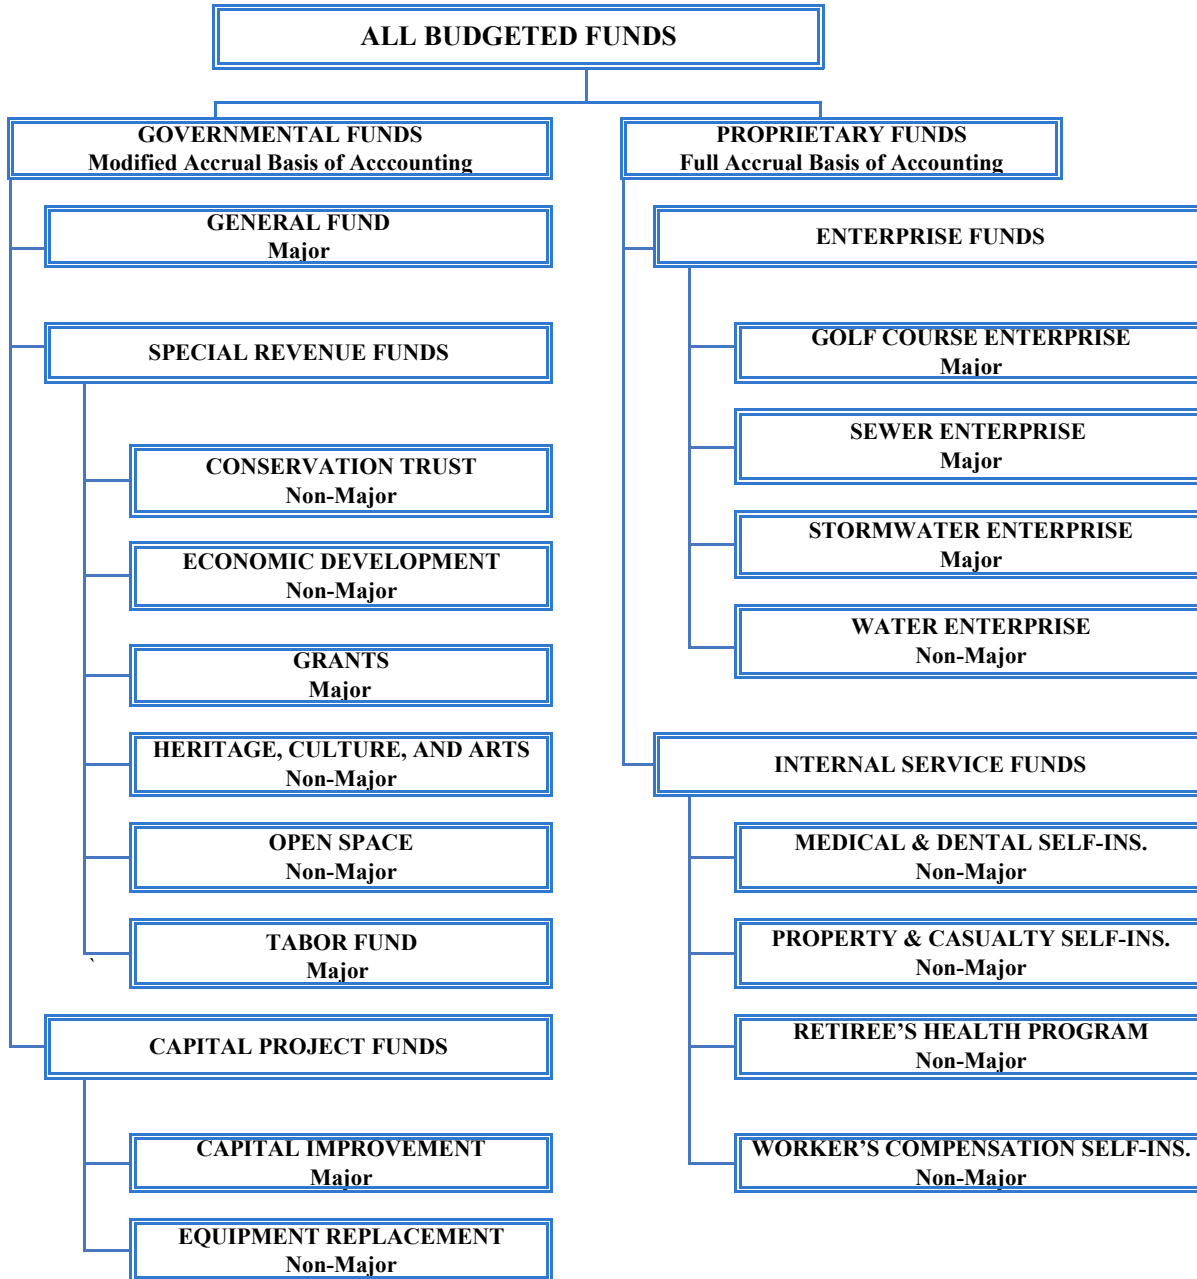 ALL BUDGETED FUNDS
GOVERNMENTAL FUNDS
Modified Accrual Basis of Acccounting
GENERAL FUND
Major
SPECIAL REVENUE FUNDS
CONSERVATION TRUST
Non-Major
ECONOMIC DEVELOPMENT
Non-Major
GRANTS
Major
HERITAGE, CULTURE, AND ARTS
Non-Major
OPEN SPACE
Non-Major
TABOR FUND
Major
`
CAPITAL PROJECT FUNDS
CAPITAL IMPROVEMENT
Major
EQUIPMENT REPLACEMENT
Non-Major
PROPRIETARY FUNDS
Full Accrual Basis of Accounting
ENTERPRISE FUNDS
GOLF COURSE ENTERPRISE
Major
SEWER ENTERPRISE
Major
STORMWATER ENTERPRISE
Major
WATER ENTERPRISE
Non-Major
INTERNAL SERVICE FUNDS
MEDICAL & DENTAL SELF-INS.
Non-Major
PROPERTY & CASUALTY SELF-INS.
Non-Major
RETIREE’S HEALTH PROGRAM
Non-Major
WORKER’S COMPENSATION SELF-INS.
Non-Major